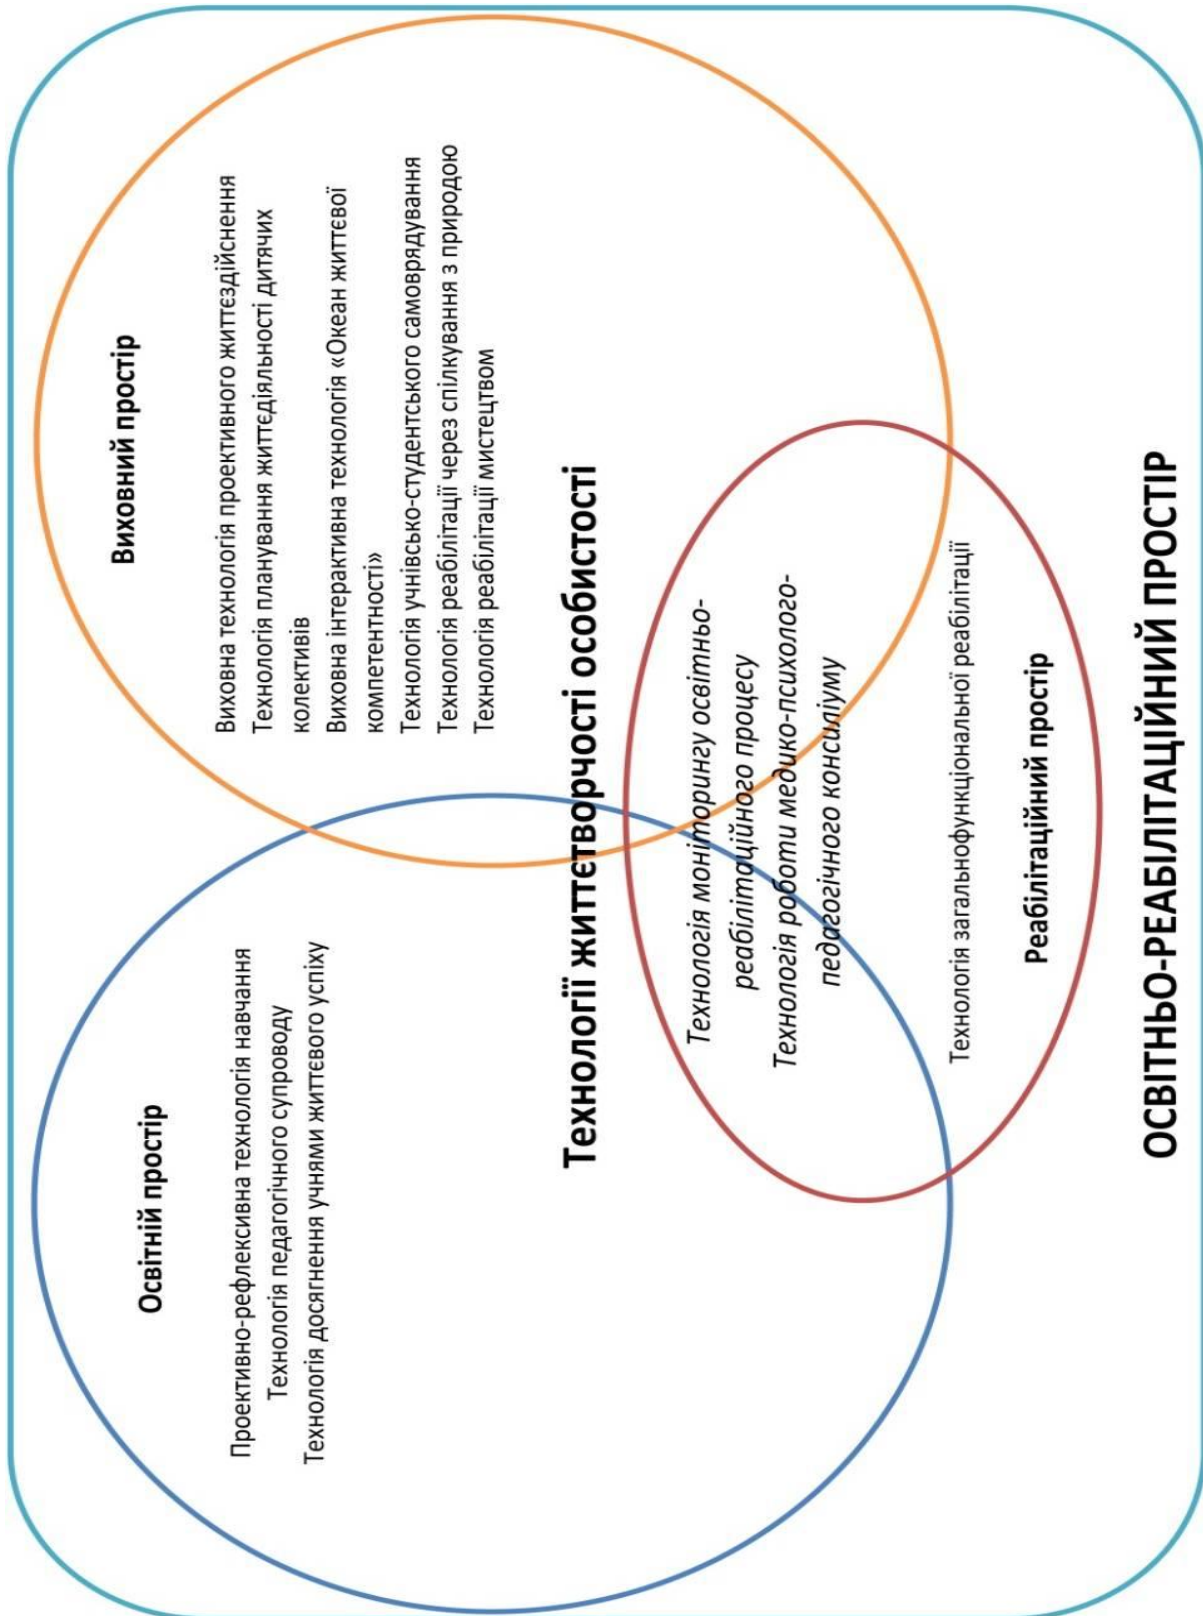 Освітній простір
Проективно-рефлексивна технологія навчання
Технологія педагогічного супроводу
Технологія досягнення учнями життєвого успіху
Виховний простір
Виховна технологія проективного життєздійснення
Технологія планування життєдіяльності дитячих
колективів
Виховна інтерактивна технологія «Океан життєвої
компетентності»
Технологія учнівсько-студентського самоврядування
Технологія реабілітації через спілкування з природою
Технологія реабілітації мистецтвом
Технології життєтворчості особистості
Технологія моніторингу освітньо-
реабілітаційного процесу
Технологія роботи медико-психолого-
педагогічного консиліуму
Технологія загальнофункціональної реабілітації
Реабілітаційний простір
ОСВІТНЬО-РЕАБІЛІТАЦІЙНИЙ ПРОСТІР